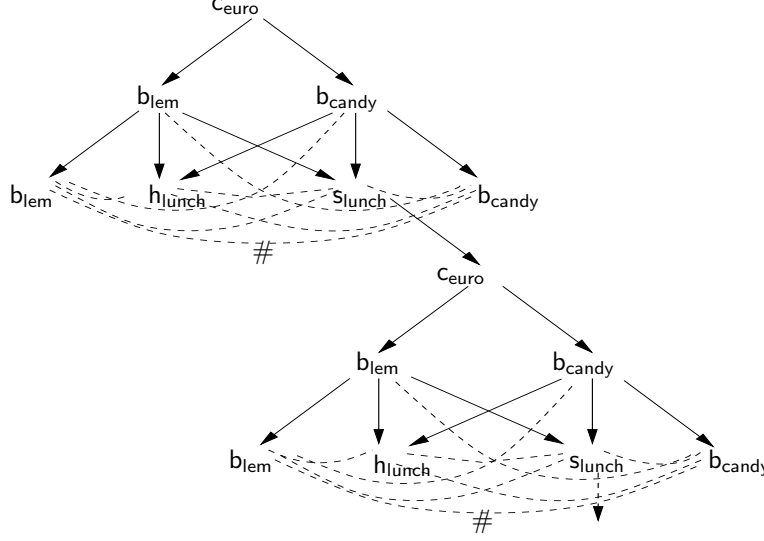 c_euro
b_lem b_candy
b_lem h_lunch s_lunch b_candy
#
c_euro
b_lem b_candy
b_lem h_lunch s_lunch b_candy
#